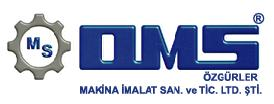 MS
OMS®
ÖZGÜRLER
MAKİNA İMALAT SAN. ve TİC. LTD. ŞTİ.